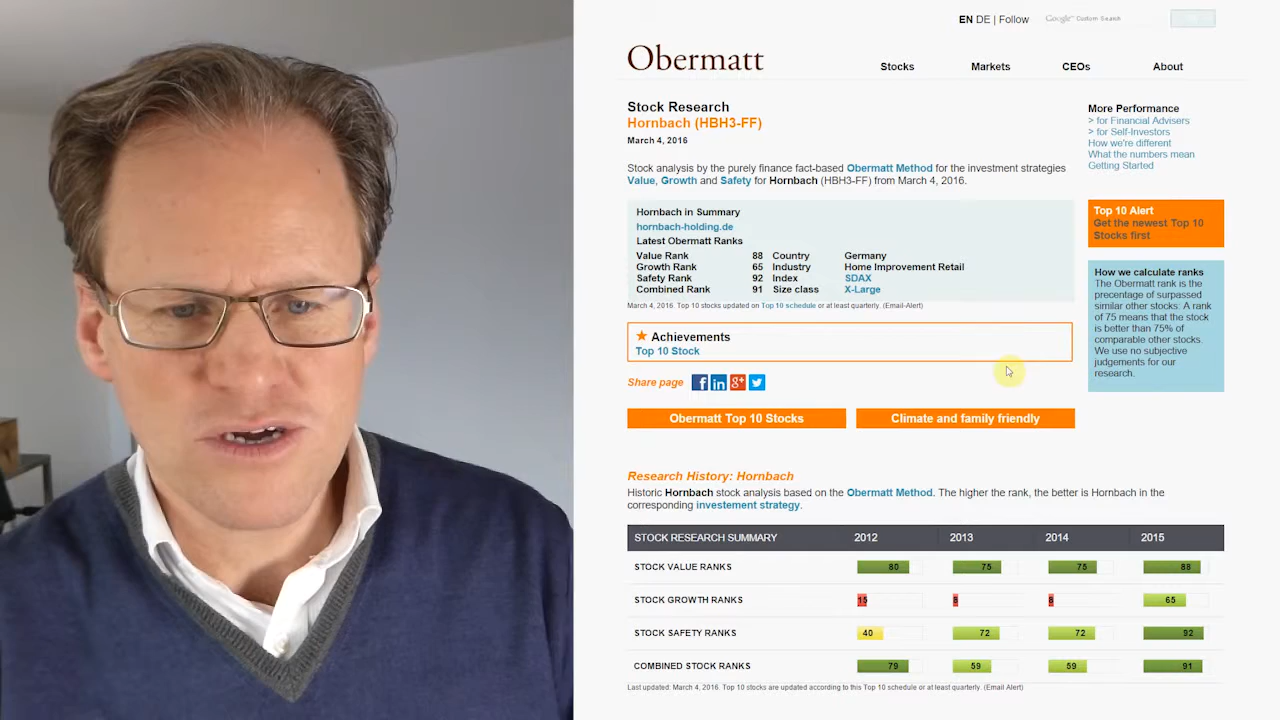 EN DE | Follow
Google™ Custom Search
Obermatt
Stocks
Markets
CEOs
About
Stock Research
Hornbach (HBH3-FF)
March 4, 2016
Stock analysis by the purely finance fact-based Obermatt Method for the investment strategies
Value, Growth and Safety for Hornbach (HBH3-FF) from March 4, 2016.
Hornbach in Summary
hornbach-holding.de
Latest Obermatt Ranks
Value Rank 88 Country Germany
Growth Rank 65 Industry Home Improvement Retail
Safety Rank 92 Index SDAX
Combined Rank 91 Size class X-Large
March 4, 2016. Top 10 stocks updated on Top 10 schedule or at least quarterly. (Email-Alert)
Achievements
Top 10 Stock
Share page
Obermatt Top 10 Stocks
Climate and family friendly
More Performance
> for Financial Advisers
> for Self-Investors
How we're different
What the numbers mean
Getting Started
Top 10 Alert
Get the newest Top 10
Stocks first
How we calculate ranks
The Obermatt rank is the
precentage of surpassed
similar other stocks: A rank
of 75 means that the stock
is better than 75% of
comparable other stocks.
We use no subjective
judgements for our
research.
Research History: Hornbach
Historic Hornbach stock analysis based on the Obermatt Method. The higher the rank, the better is Hornbach in the
corresponding investement strategy.
STOCK RESEARCH SUMMARY 2012 2013 2014 2015
STOCK VALUE RANKS 80 75 75 88
STOCK GROWTH RANKS 15 8 8 65
STOCK SAFETY RANKS 40 72 72 92
COMBINED STOCK RANKS 79 59 59 91
Last updated: March 4, 2016. Top 10 stocks are updated according to this Top 10 schedule or at least quarterly. (Email Alert)